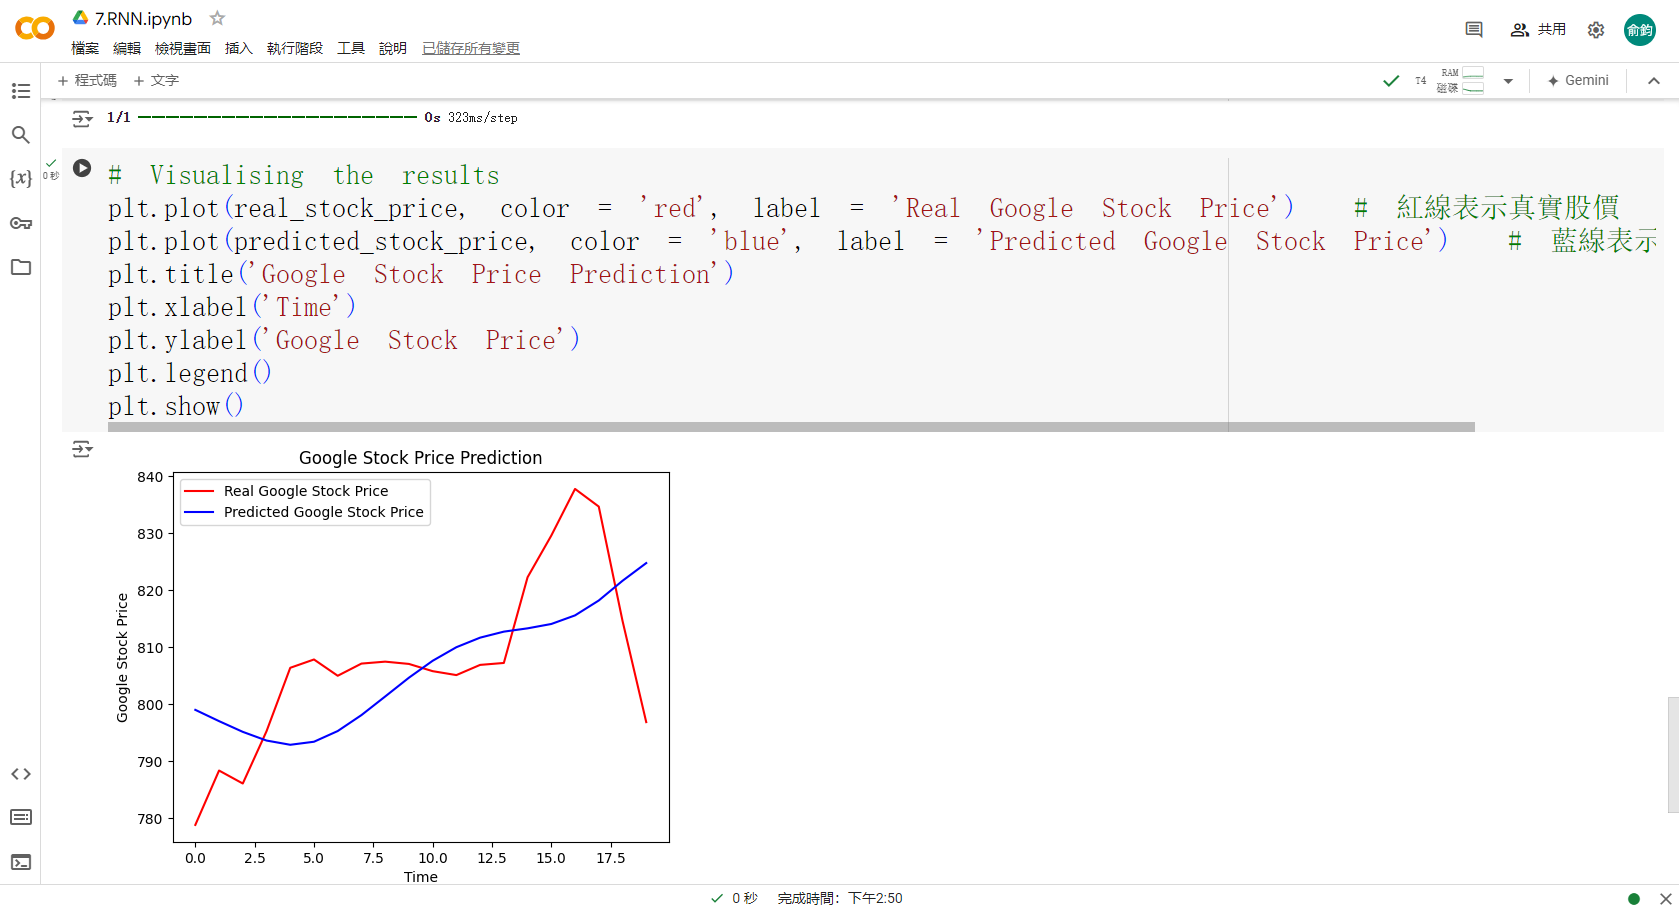 7.RNN.ipynb
檔案 編輯 檢視畫面 插入 執行階段 工具 說明 已儲存所有變更
共用
俞鈞
+ 程式碼 + 文字
T4
RAM
磁碟
Gemini
1/1 0s 323ms/step
0 秒
# Visualising the results
plt.plot(real_stock_price, color = 'red', label = 'Real Google Stock Price') # 紅線表示真實股價
plt.plot(predicted_stock_price, color = 'blue', label = 'Predicted Google Stock Price') # 藍線表示
plt.title('Google Stock Price Prediction')
plt.xlabel('Time')
plt.ylabel('Google Stock Price')
plt.legend()
plt.show()
Google Stock Price Prediction
Real Google Stock Price
Predicted Google Stock Price
840
830
820
810
800
790
780
Google Stock Price
0.0 2.5 5.0 7.5 10.0 12.5 15.0 17.5
Time
0 秒 完成時間：下午2:50